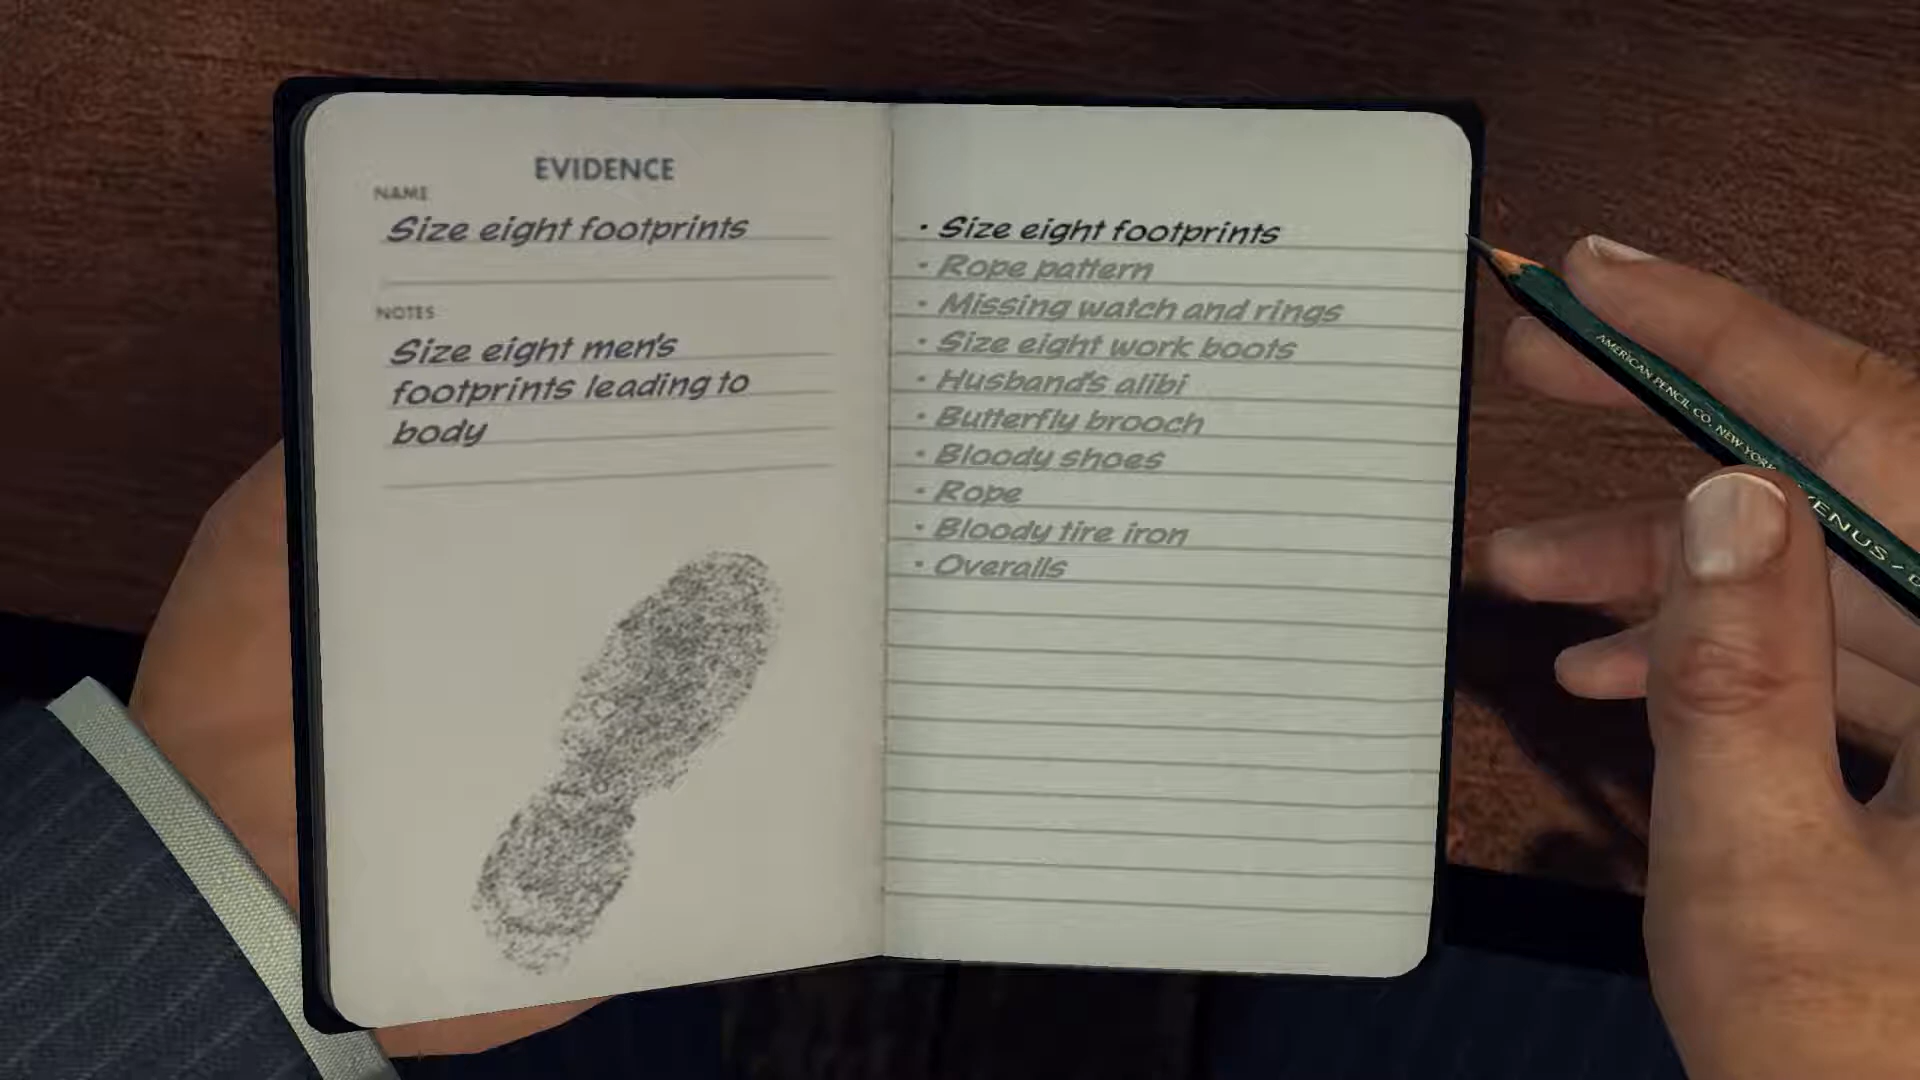 EVIDENCE
NAME
Size eight footprints
NOTES
Size eight men's
footprints leading to
body
· Size eight footprints
· Rope pattern
· Missing watch and rings
· Size eight work boots
· Husband's alibi
· Butterfly brooch
· Bloody shoes
· Rope
· Bloody tire iron
· Overalls
AMERICAN PENCIL CO. NEW YORK
VENUS